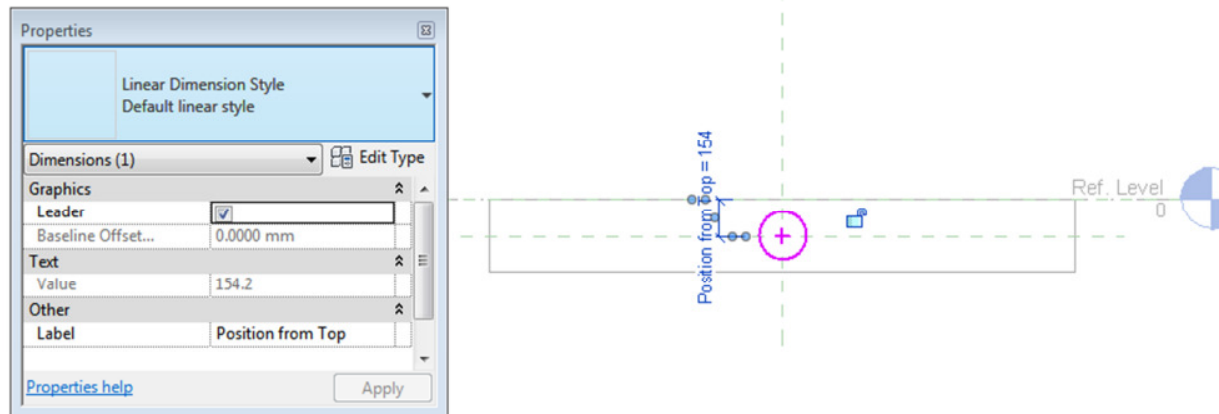 Properties
Linear Dimension Style
Default linear style
Dimensions (1)
Edit Type
Graphics
Leader
Baseline Offset...
0.0000 mm
Text
Value
154.2
Other
Label
Position from Top
Properties help
Apply
Position from Top = 154
Ref. Level
0